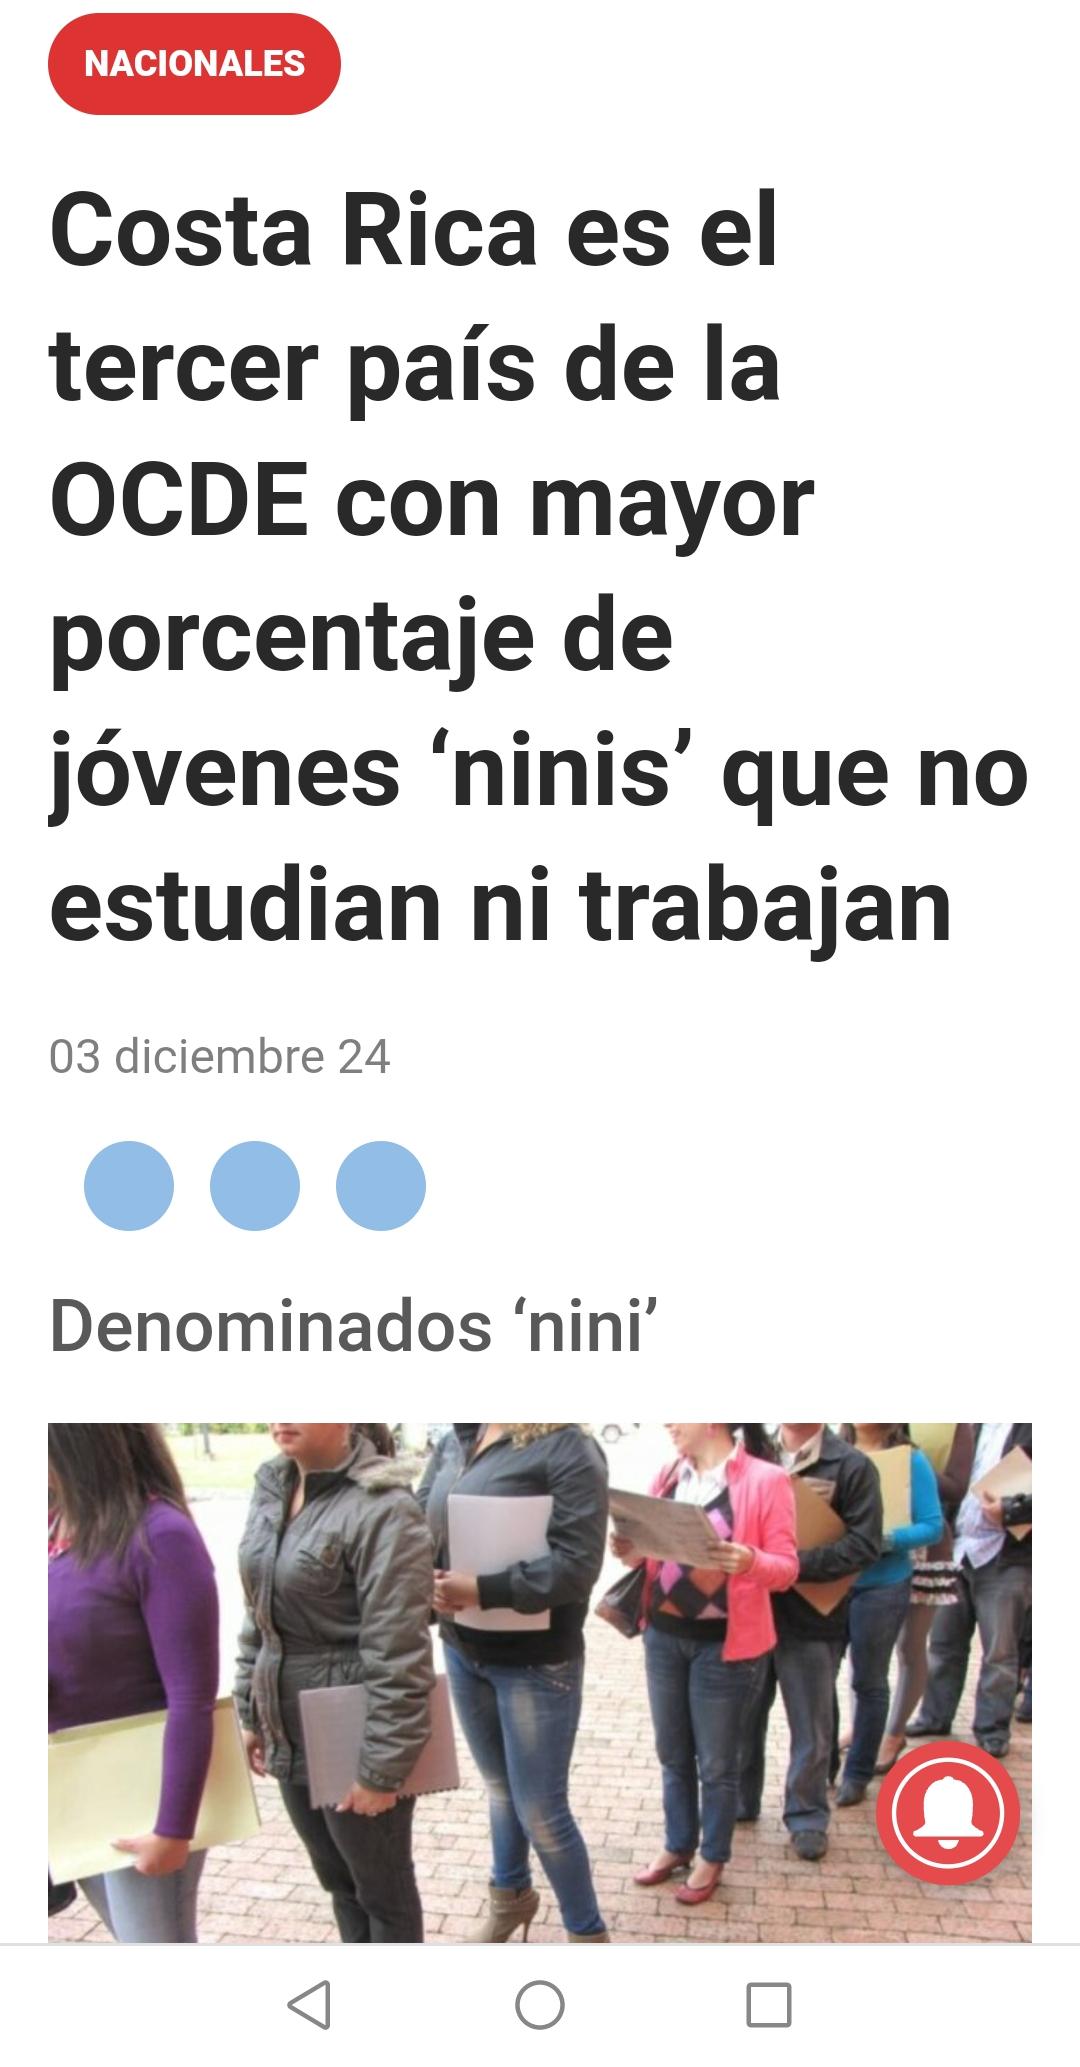 NACIONALES
Costa Rica es el
tercer país de la
OCDE con mayor
porcentaje de
jóvenes ‘ninis’ que no
estudian ni trabajan
03 diciembre 24
Denominados ‘nini’